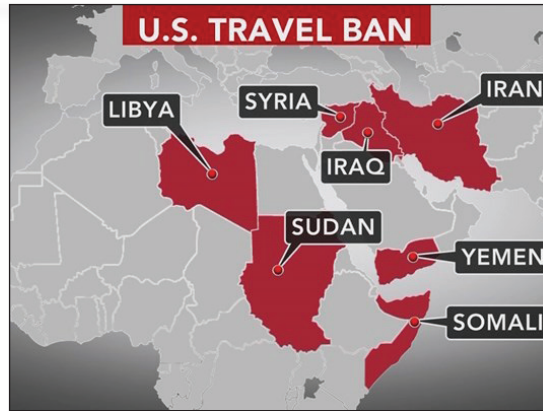 U.S. TRAVEL BAN
LIBYA
SYRIA
IRAN
IRAQ
SUDAN
YEMEN
SOMALI